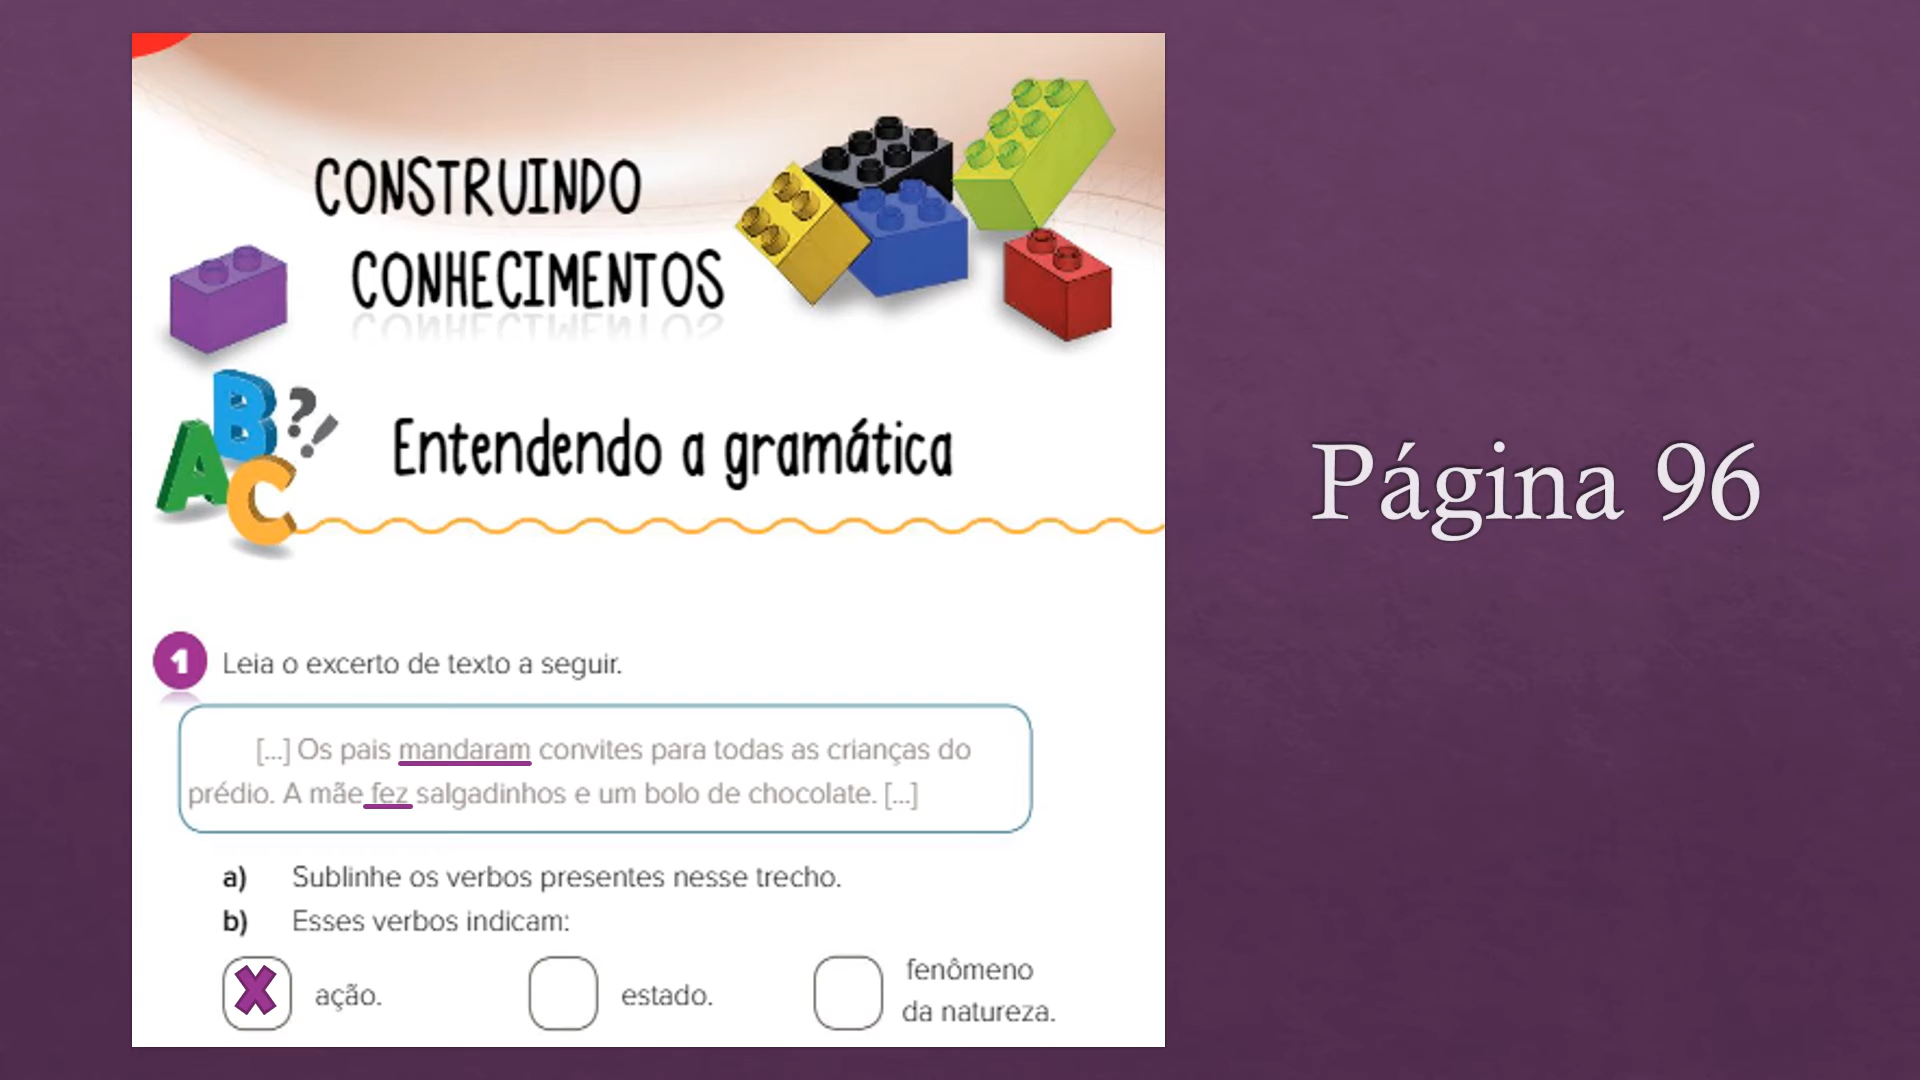 CONSTRUINDO
CONHECIMENTOS
ABC?!
Entendendo a gramática
Página 96
1 Leia o excerto de texto a seguir.
[...] Os pais mandaram convites para todas as crianças do
prédio. A mãe fez salgadinhos e um bolo de chocolate. [...]
a) Sublinhe os verbos presentes nesse trecho.
b) Esses verbos indicam:
X ação. estado. fenômeno
da natureza.